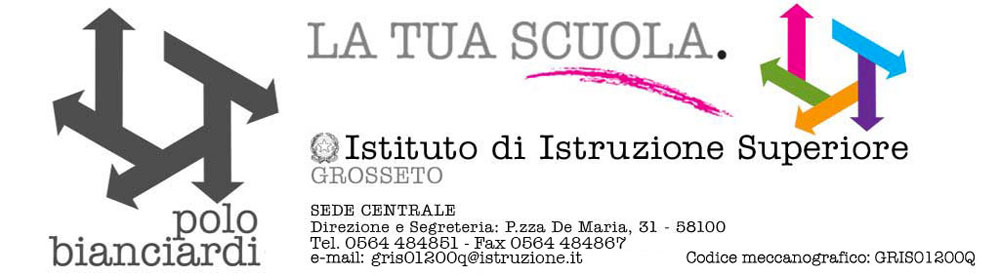 LA TUA SCUOLA.
Istituto di Istruzione Superiore
GROSSETO
polo
bianciardi
SEDE CENTRALE
Direzione e Segreteria: P.zza De Maria, 31 - 58100
Tel. 0564 484851 - Fax 0564 484867
e-mail: gris01200q@istruzione.it
Codice meccanografico: GRIS01200Q